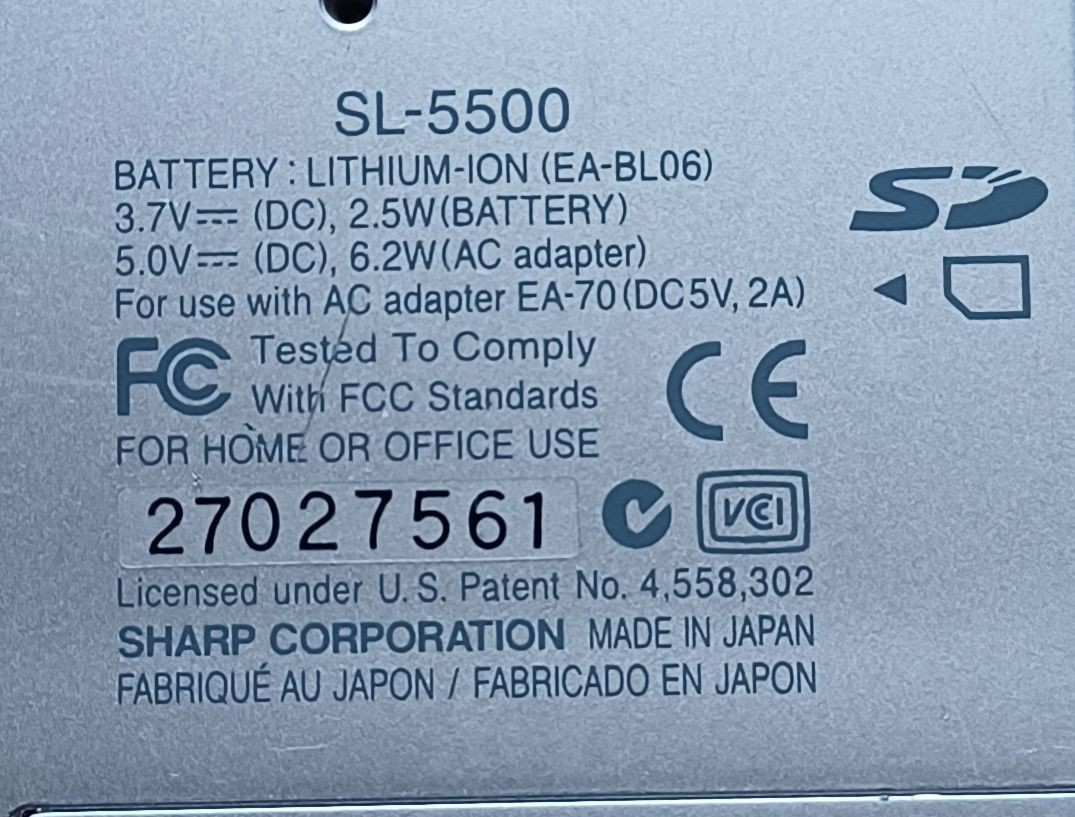 SL-5500
BATTERY : LITHIUM-ION (EA-BL06)
3.7V⎓ (DC), 2.5W(BATTERY)
5.0V⎓ (DC), 6.2W(AC adapter)
For use with AC adapter EA-70(DC5V, 2A)
SD
FC Tested To Comply
With FCC Standards
CE
FOR HOME OR OFFICE USE
27027561
VCI
Licensed under U.S. Patent No. 4,558,302
SHARP CORPORATION MADE IN JAPAN
FABRIQUÉ AU JAPON / FABRICADO EN JAPON